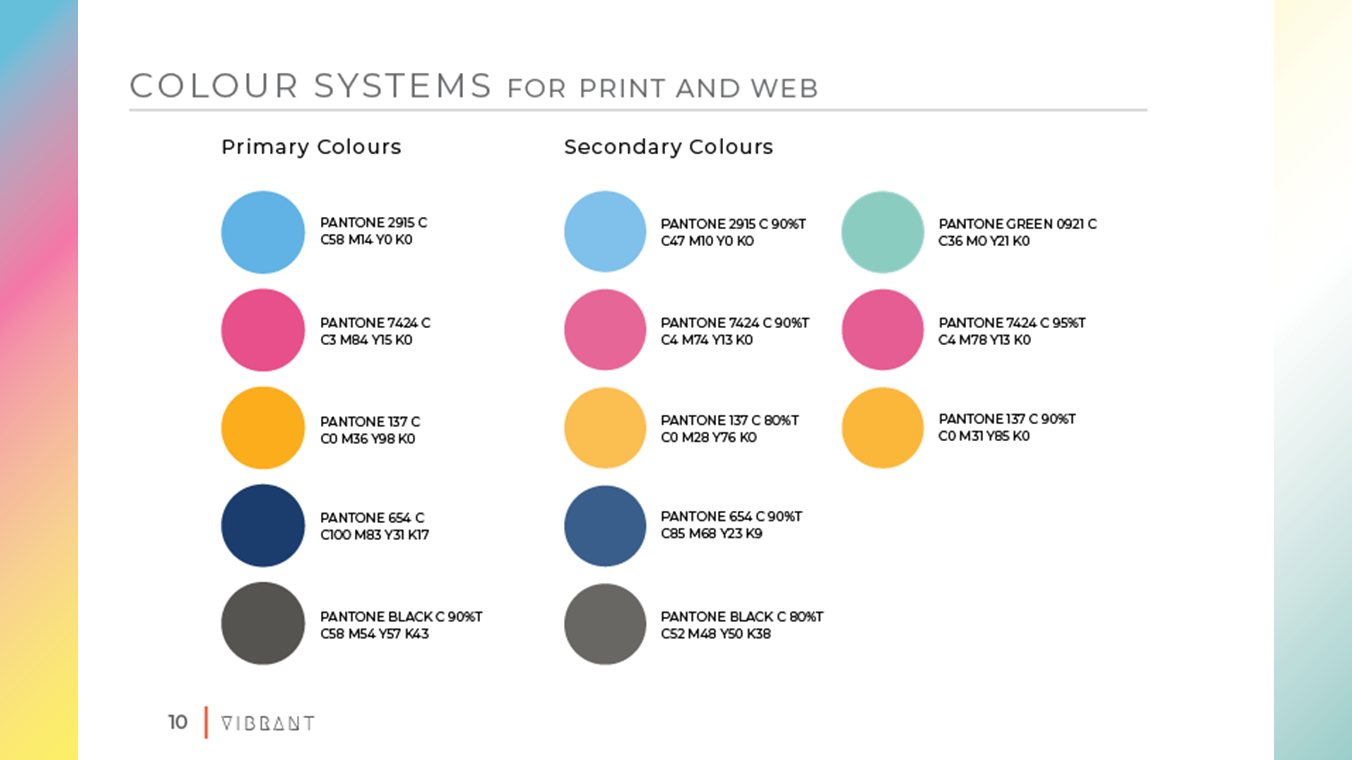 COLOUR SYSTEMS FOR PRINT AND WEB
Primary Colours
PANTONE 2915 C
C58 M14 Y0 K0
PANTONE 7424 C
C3 M84 Y15 K0
PANTONE 137 C
C0 M36 Y98 K0
PANTONE 654 C
C100 M83 Y31 K17
PANTONE BLACK C 90%T
C58 M54 Y57 K43
Secondary Colours
PANTONE 2915 C 90%T
C47 M10 Y0 K0
PANTONE 7424 C 90%T
C4 M74 Y13 K0
PANTONE 137 C 80%T
C0 M28 Y76 K0
PANTONE 654 C 90%T
C85 M68 Y23 K9
PANTONE BLACK C 80%T
C52 M48 Y50 K38
PANTONE GREEN 0921 C
C36 M0 Y21 K0
PANTONE 7424 C 95%T
C4 M78 Y13 K0
PANTONE 137 C 90%T
C0 M31 Y85 K0
10 VIBRANT